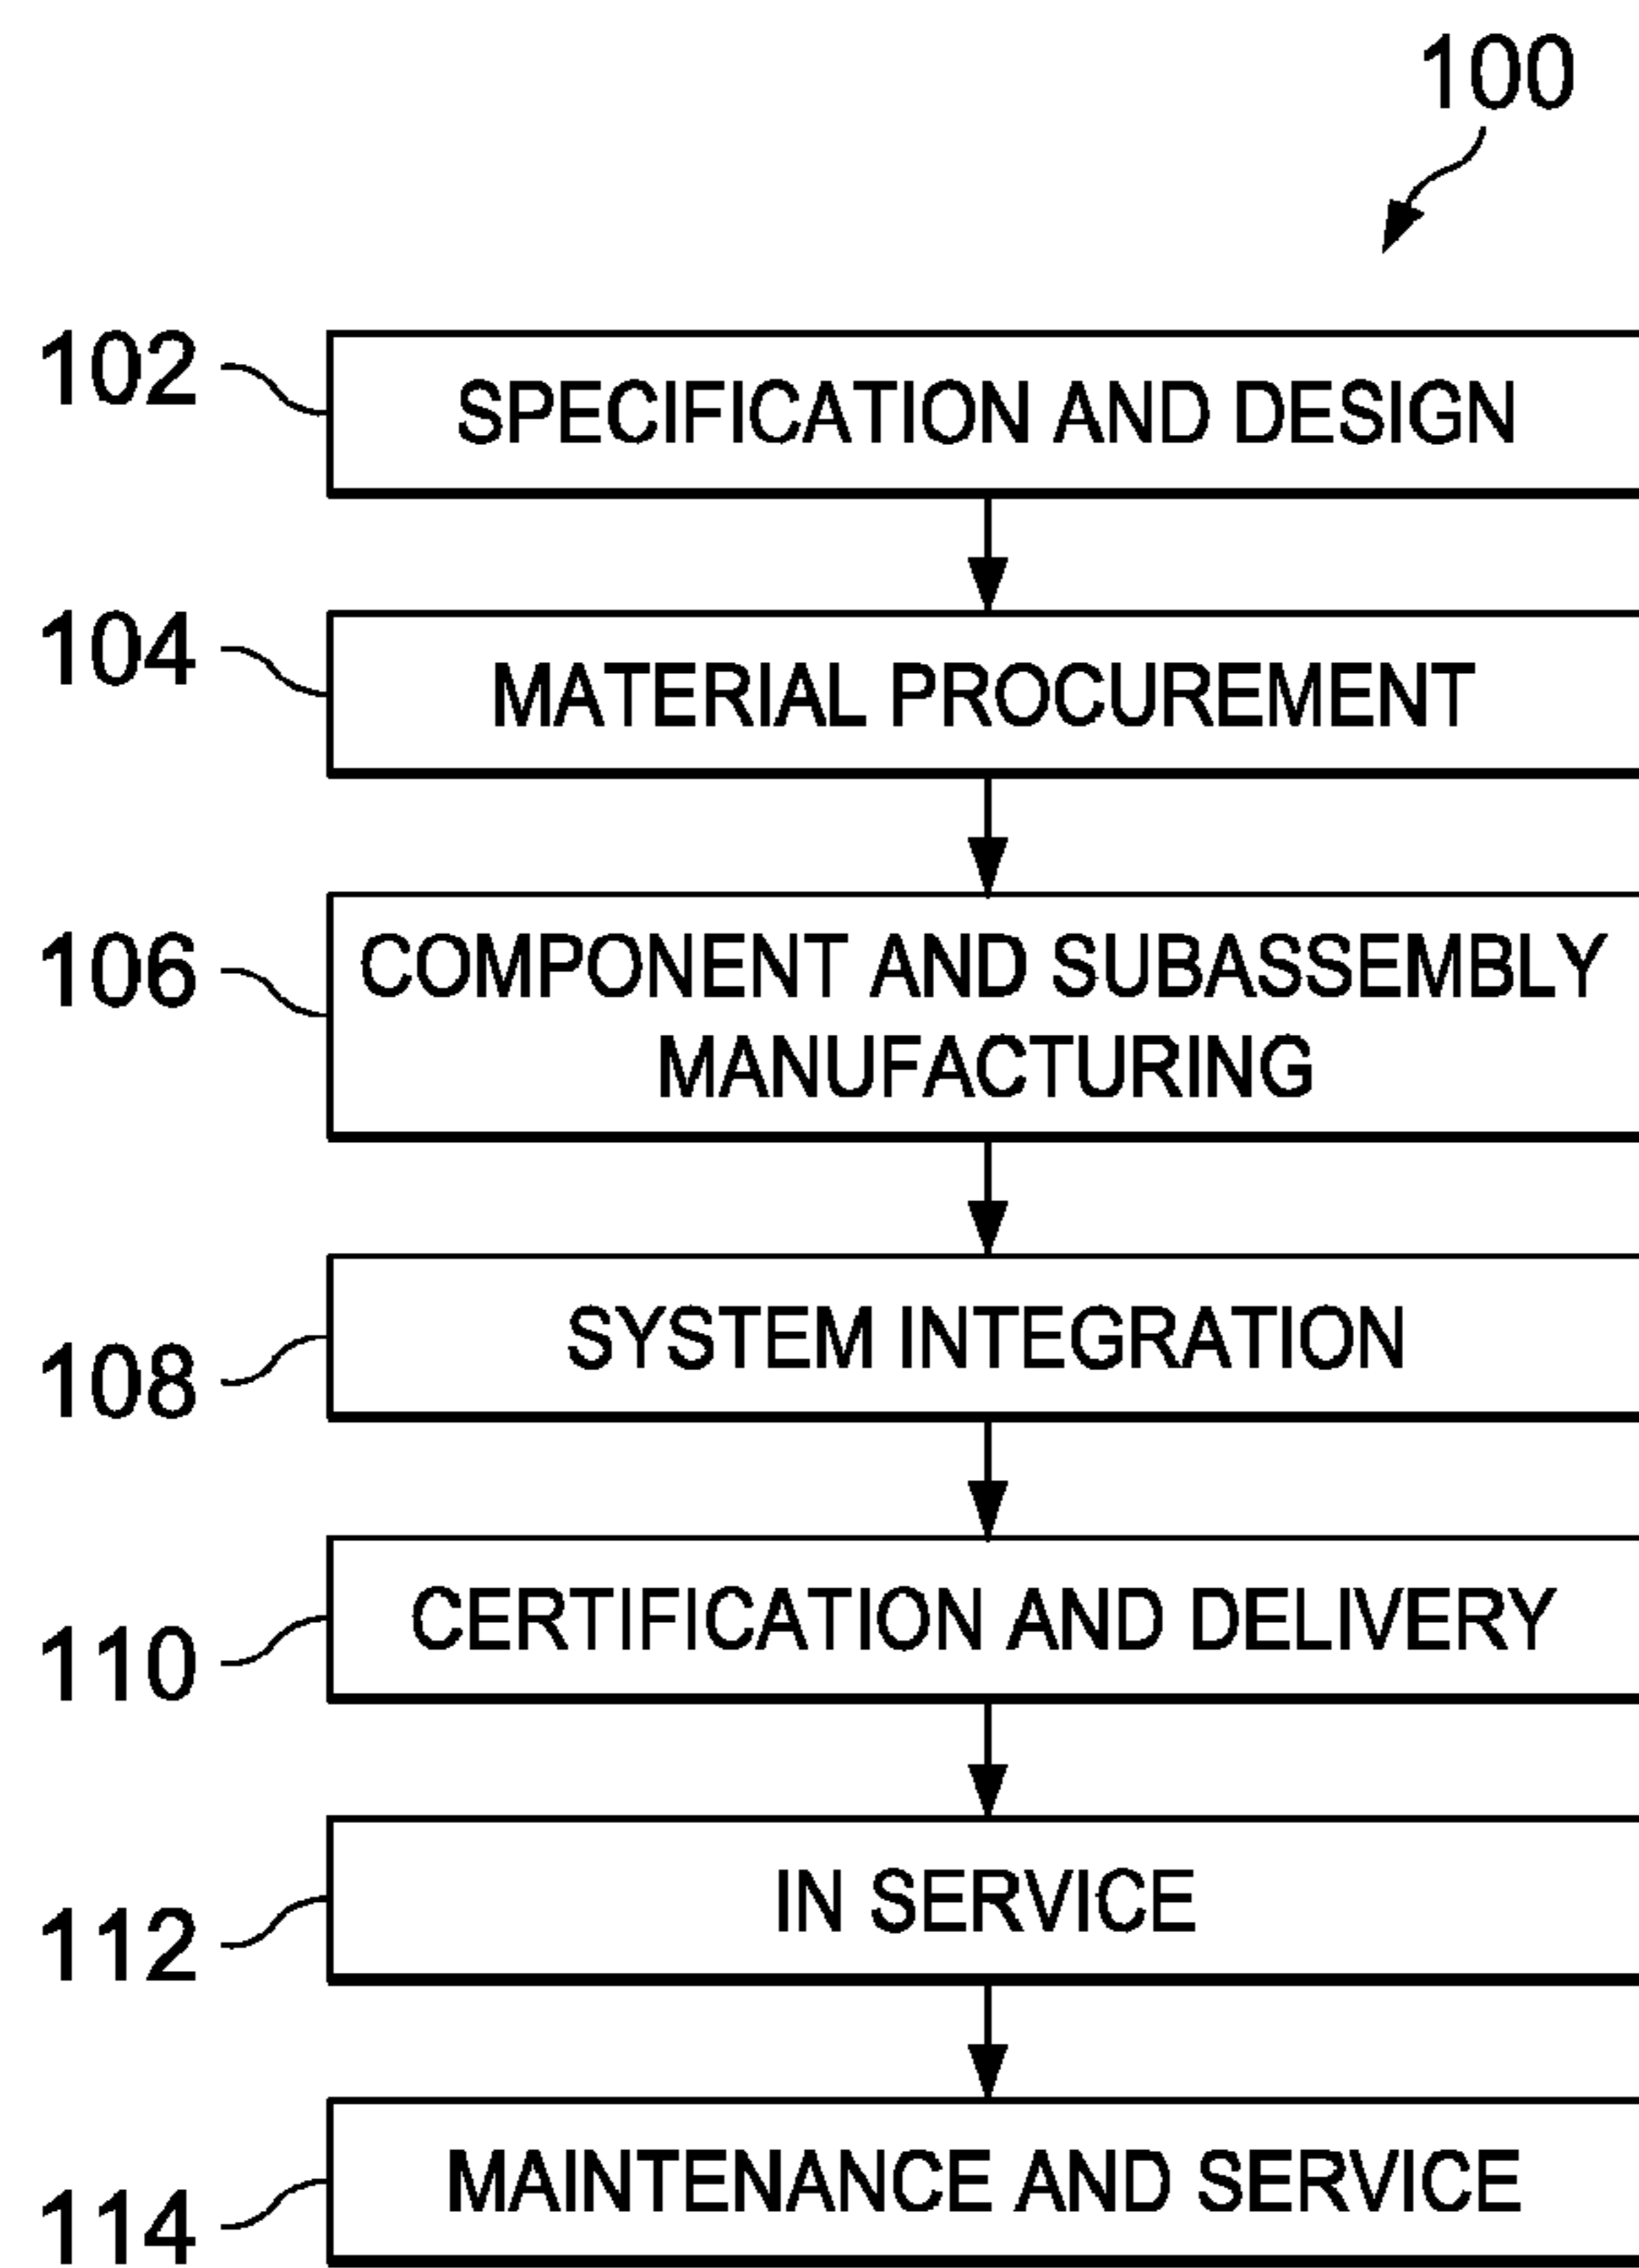 100
102
SPECIFICATION AND DESIGN
104
MATERIAL PROCUREMENT
106
COMPONENT AND SUBASSEMBLY
MANUFACTURING
108
SYSTEM INTEGRATION
110
CERTIFICATION AND DELIVERY
112
IN SERVICE
114
MAINTENANCE AND SERVICE